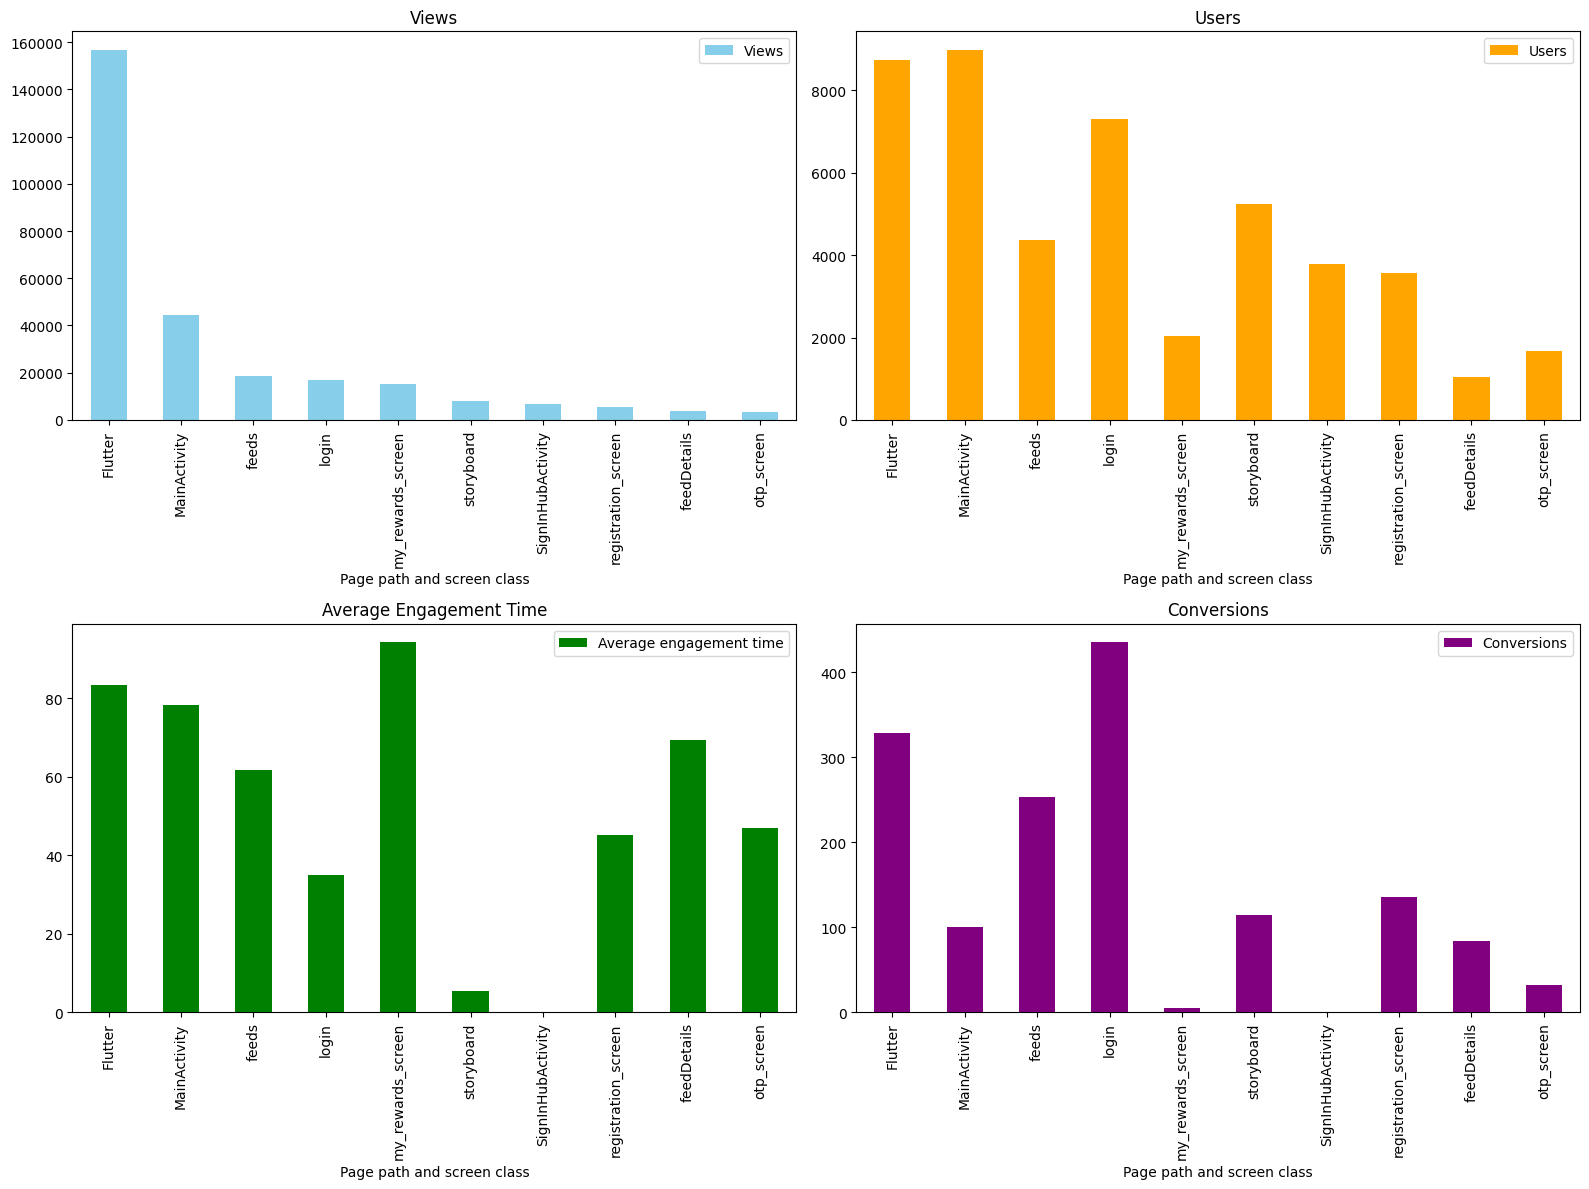 Views
Views
160000
140000
120000
100000
80000
60000
40000
20000
0
Flutter
MainActivity
feeds
login
my_rewards_screen
storyboard
SignInHubActivity
registration_screen
feedDetails
otp_screen
Page path and screen class
Users
Users
8000
6000
4000
2000
0
Flutter
MainActivity
feeds
login
my_rewards_screen
storyboard
SignInHubActivity
registration_screen
feedDetails
otp_screen
Page path and screen class
Average Engagement Time
Average engagement time
80
60
40
20
0
Flutter
MainActivity
feeds
login
my_rewards_screen
storyboard
SignInHubActivity
registration_screen
feedDetails
otp_screen
Page path and screen class
Conversions
Conversions
400
300
200
100
0
Flutter
MainActivity
feeds
login
my_rewards_screen
storyboard
SignInHubActivity
registration_screen
feedDetails
otp_screen
Page path and screen class